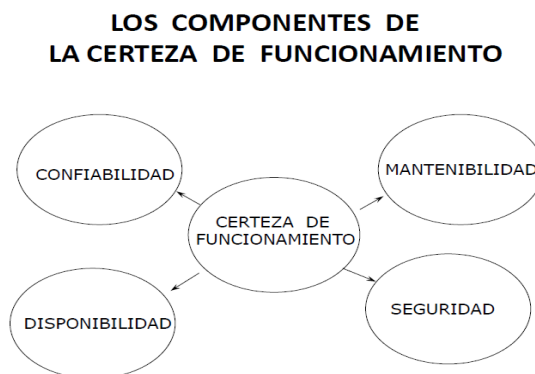 LOS COMPONENTES DE
LA CERTEZA DE FUNCIONAMIENTO
CONFIABILIDAD
MANTENIBILIDAD
CERTEZA DE
FUNCIONAMIENTO
DISPONIBILIDAD
SEGURIDAD